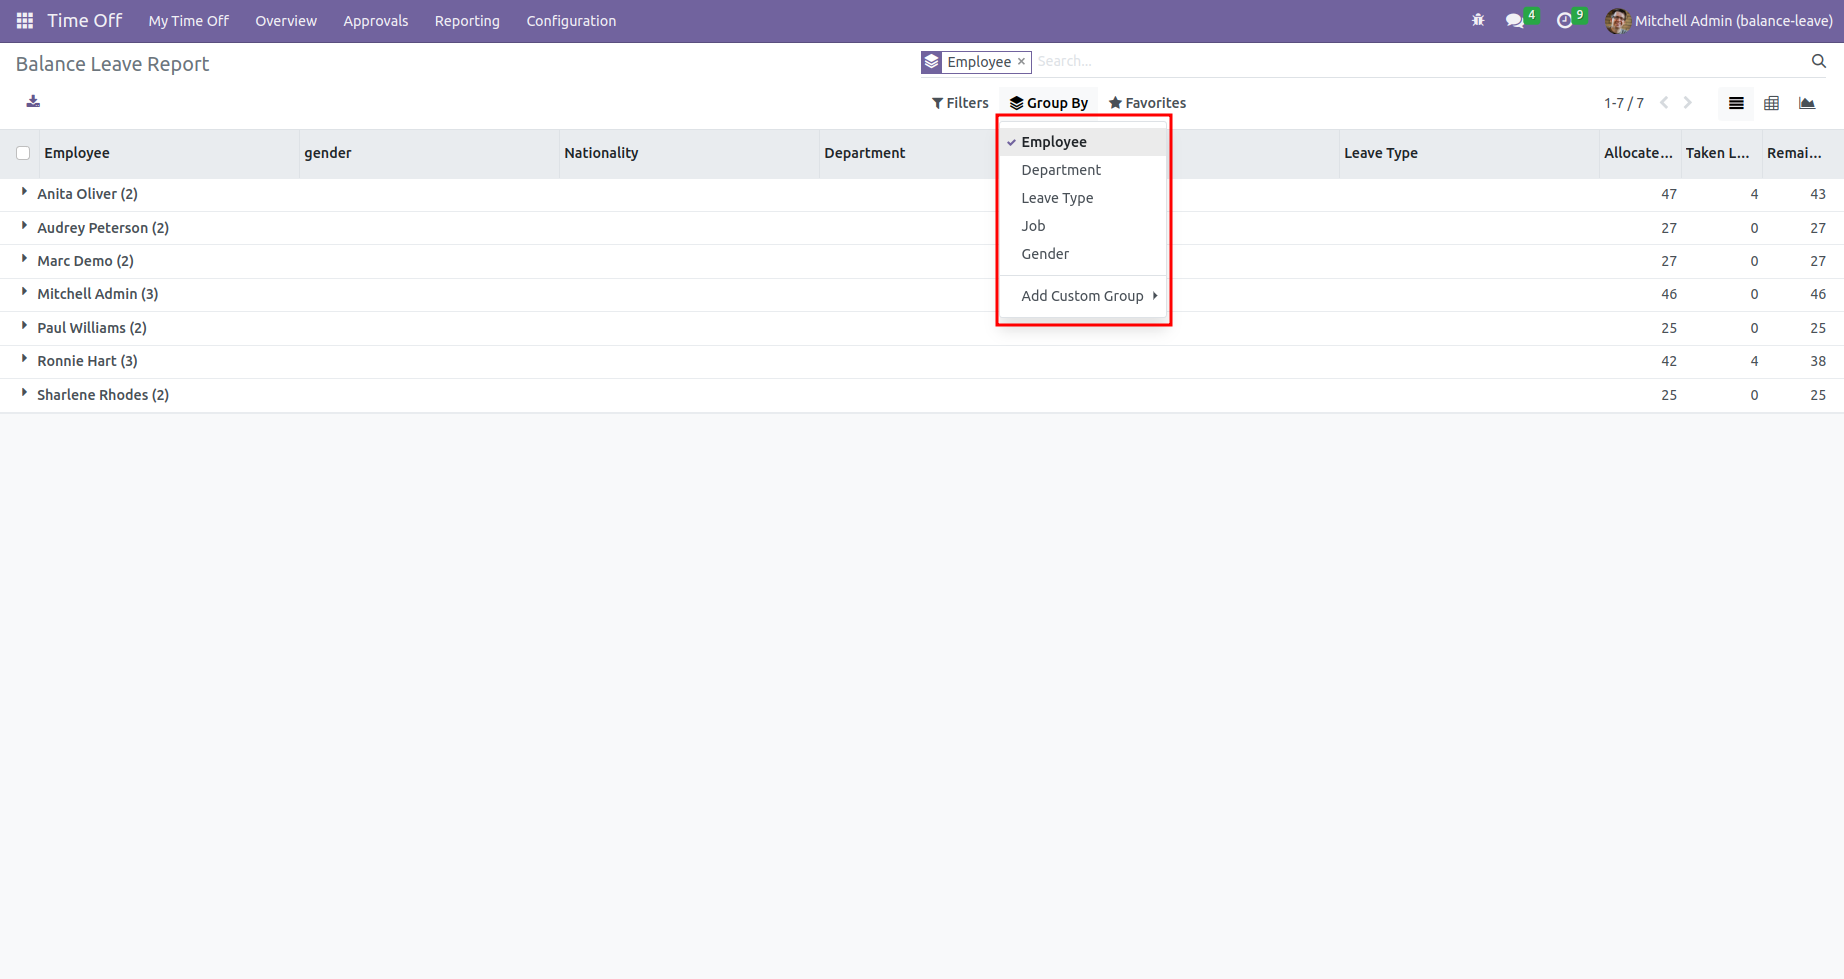 Time Off My Time Off Overview Approvals Reporting Configuration 4 9 Mitchell Admin (balance-leave)
Balance Leave Report Employee × Search...
Filters Group By Favorites 1-7 / 7
Employee gender Nationality Department Leave Type Allocate... Taken L... Remai...
Employee
Department
Leave Type
Job
Gender
Add Custom Group
Anita Oliver (2) 47 4 43
Audrey Peterson (2) 27 0 27
Marc Demo (2) 27 0 27
Mitchell Admin (3) 46 0 46
Paul Williams (2) 25 0 25
Ronnie Hart (3) 42 4 38
Sharlene Rhodes (2) 25 0 25